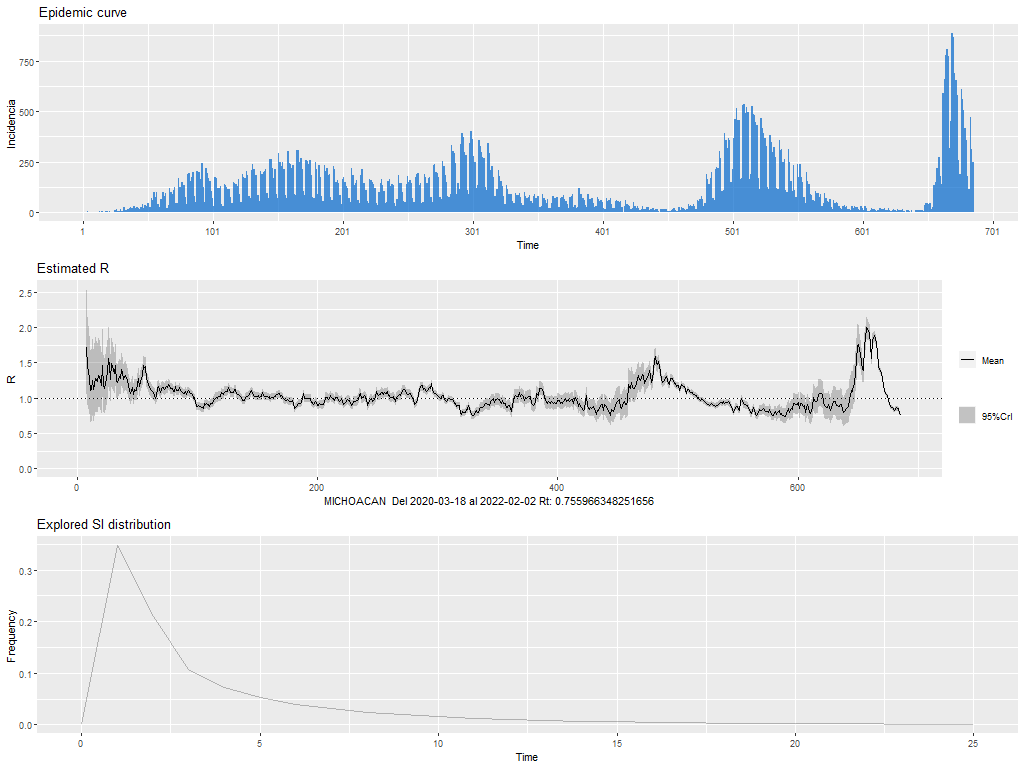 Epidemic curve
Incidencia
750
500
250
0
1 101 201 301 401 501 601 701
Time
Estimated R
R
2.5
2.0
1.5
1.0
0.5
0.0
0 200 400 600
MICHOACAN Del 2020-03-18 al 2022-02-02 Rt: 0.755966348251656
Mean
95%CrI
Explored SI distribution
Frequency
0.3
0.2
0.1
0.0
0 5 10 15 20 25
Time